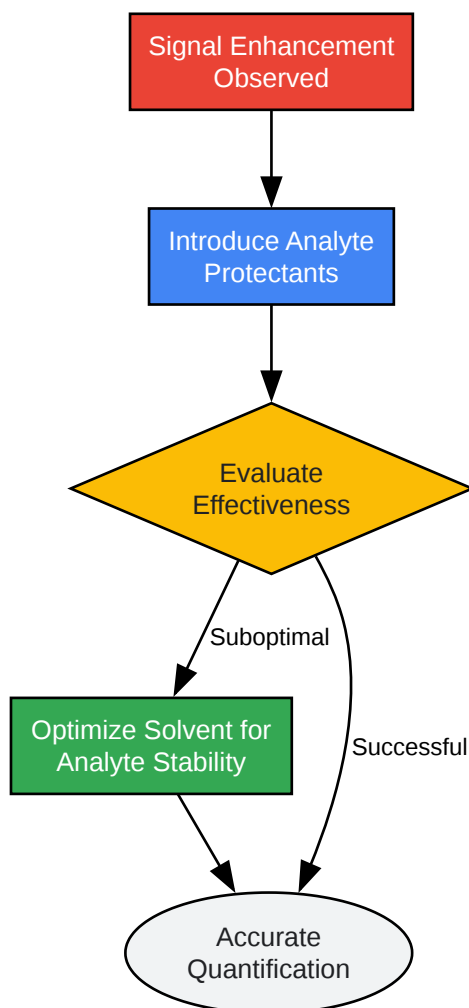 Signal Enhancement
Observed
Introduce Analyte
Protectants
Evaluate
Effectiveness
Suboptimal
Optimize Solvent for
Analyte Stability
Successful
Accurate
Quantification